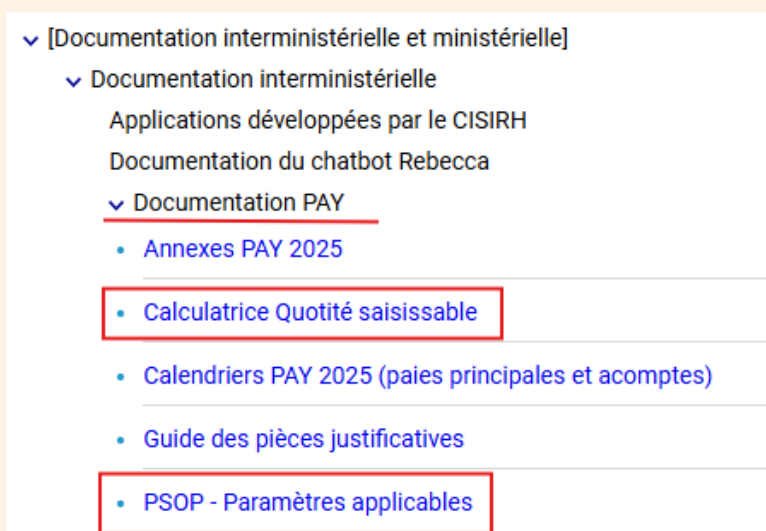 [Documentation interministérielle et ministérielle]
Documentation interministérielle
Applications développées par le CISIRH
Documentation du chatbot Rebecca
Documentation PAY
Annexes PAY 2025
Calculatrice Quotité saisissable
Calendriers PAY 2025 (paies principales et acomptes)
Guide des pièces justificatives
PSOP - Paramètres applicables